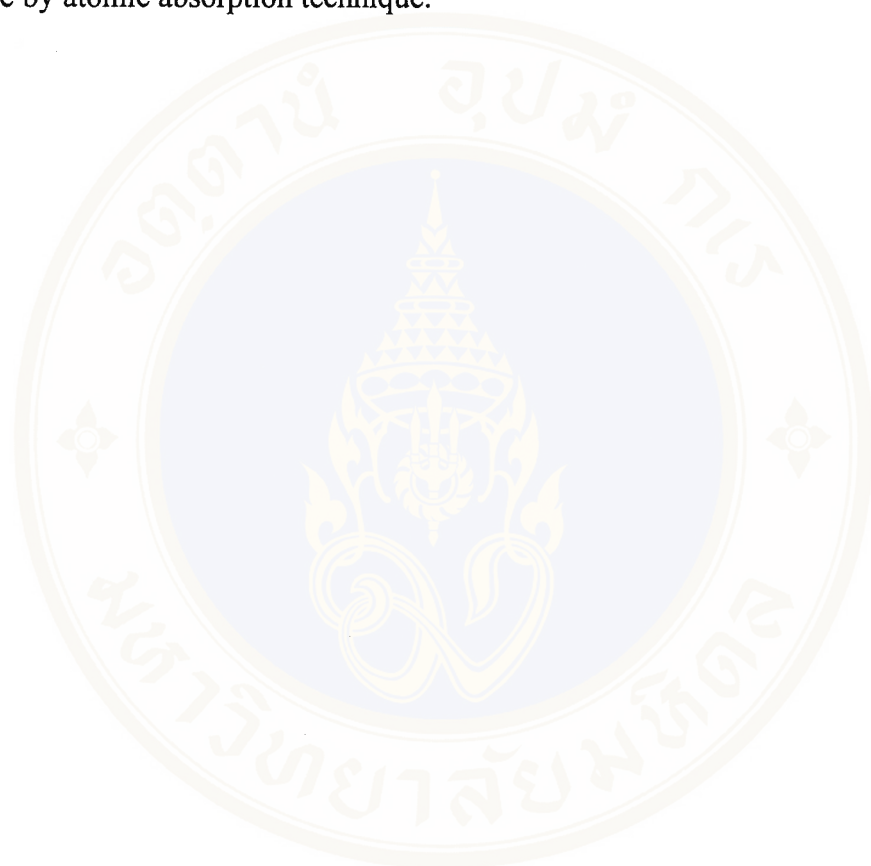 e by atomic absorption technique.
อตฺตานํ อุปมํ กเร
มหาวิทยาลัยมหิดล